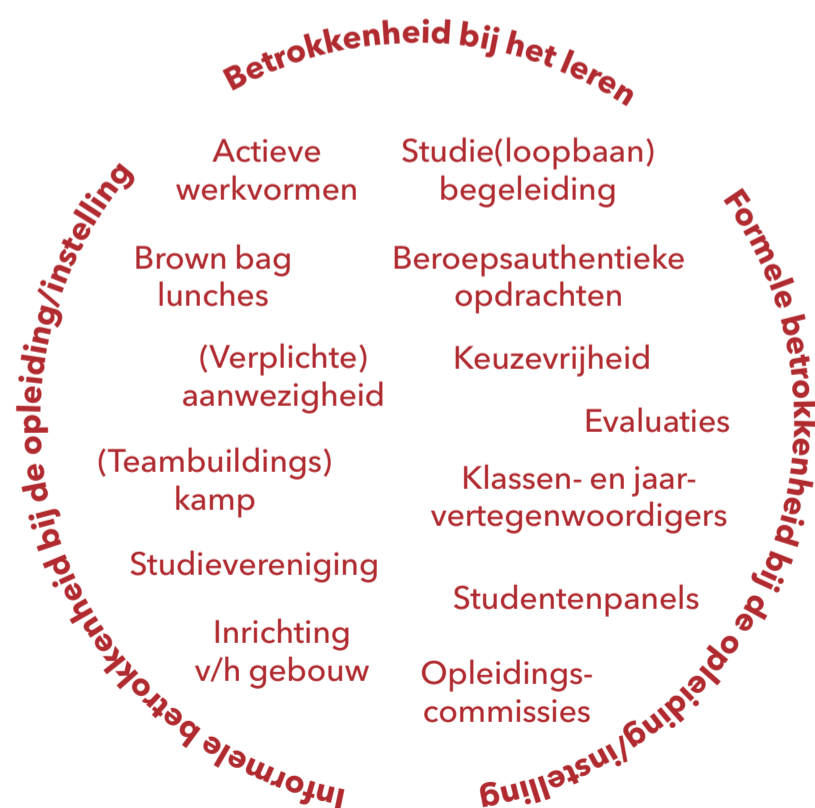 Betrokkenheid bij het leren
Actieve
werkvormen
Studie(loopbaan)
begeleiding
Brown bag
lunches
Beroepsauthentieke
opdrachten
(Verplichte)
aanwezigheid
Keuzevrijheid
Evaluaties
(Teambuildings)
kamp
Klassen- en jaar-
vertegenwoordigers
Studievereniging
Studentenpanels
Inrichting
v/h gebouw
Opleidings-
commissies
Formele betrokkenheid bij de opleiding/instelling
Informele betrokkenheid bij de opleiding/instelling